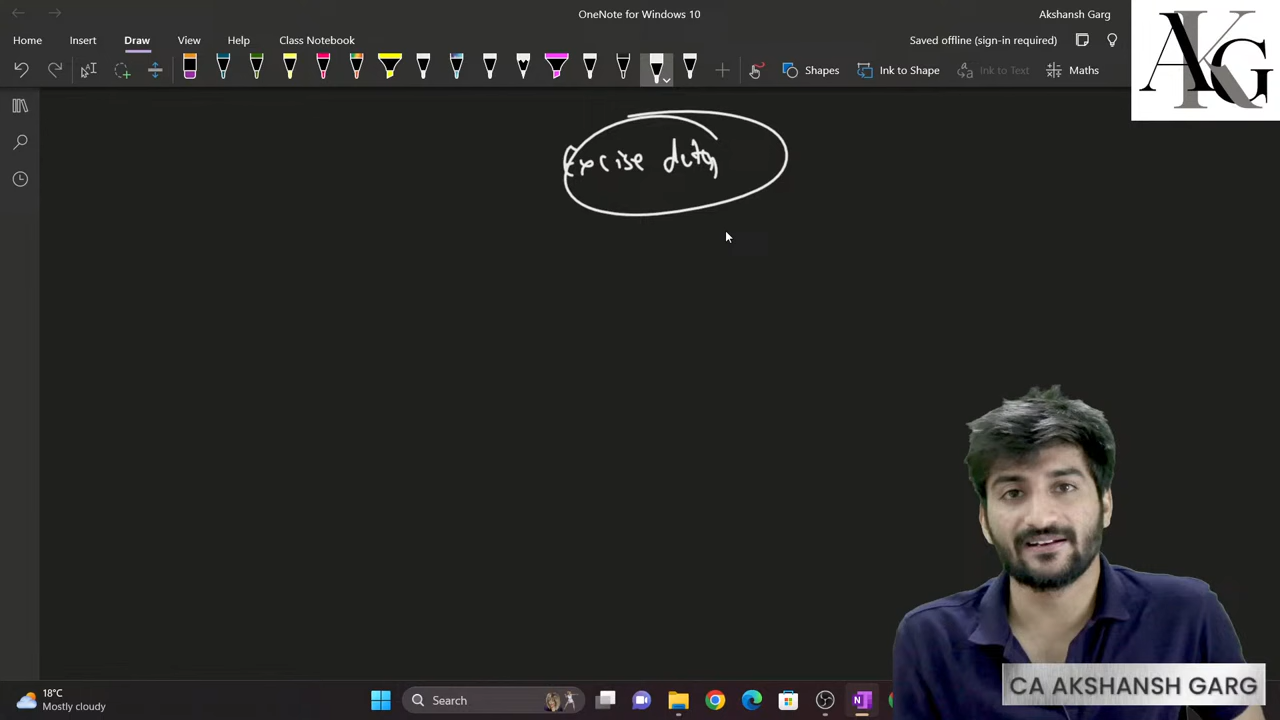 OneNote for Windows 10
Akshansh Garg
Home Insert Draw View Help Class Notebook
Saved offline (sign-in required)
Shapes Ink to Shape Ink to Text Maths
AKG
Excise duty
18°C
Mostly cloudy
Search
CA AKSHANSH GARG